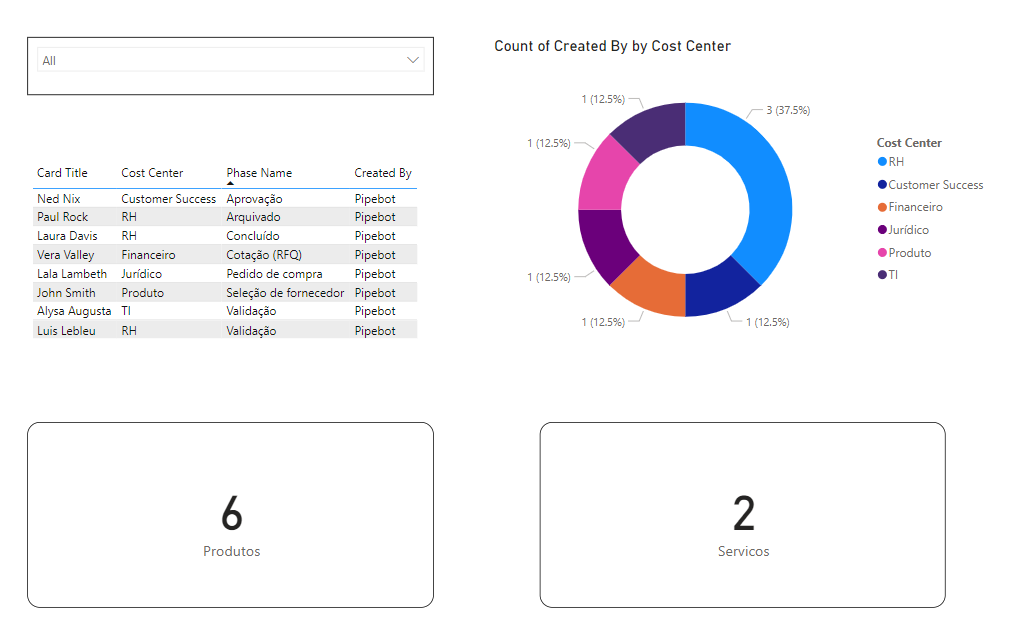 All
Count of Created By by Cost Center
Card Title Cost Center Phase Name Created By
Ned Nix Customer Success Aprovação Pipebot
Paul Rock RH Arquivado Pipebot
Laura Davis RH Concluído Pipebot
Vera Valley Financeiro Cotação (RFQ) Pipebot
Lala Lambeth Jurídico Pedido de compra Pipebot
John Smith Produto Seleção de fornecedor Pipebot
Alysa Augusta TI Validação Pipebot
Luis Lebleu RH Validação Pipebot
1 (12.5%)
3 (37.5%)
1 (12.5%)
1 (12.5%)
1 (12.5%)
1 (12.5%)
Cost Center
RH
Customer Success
Financeiro
Jurídico
Produto
TI
6
Produtos
2
Servicos